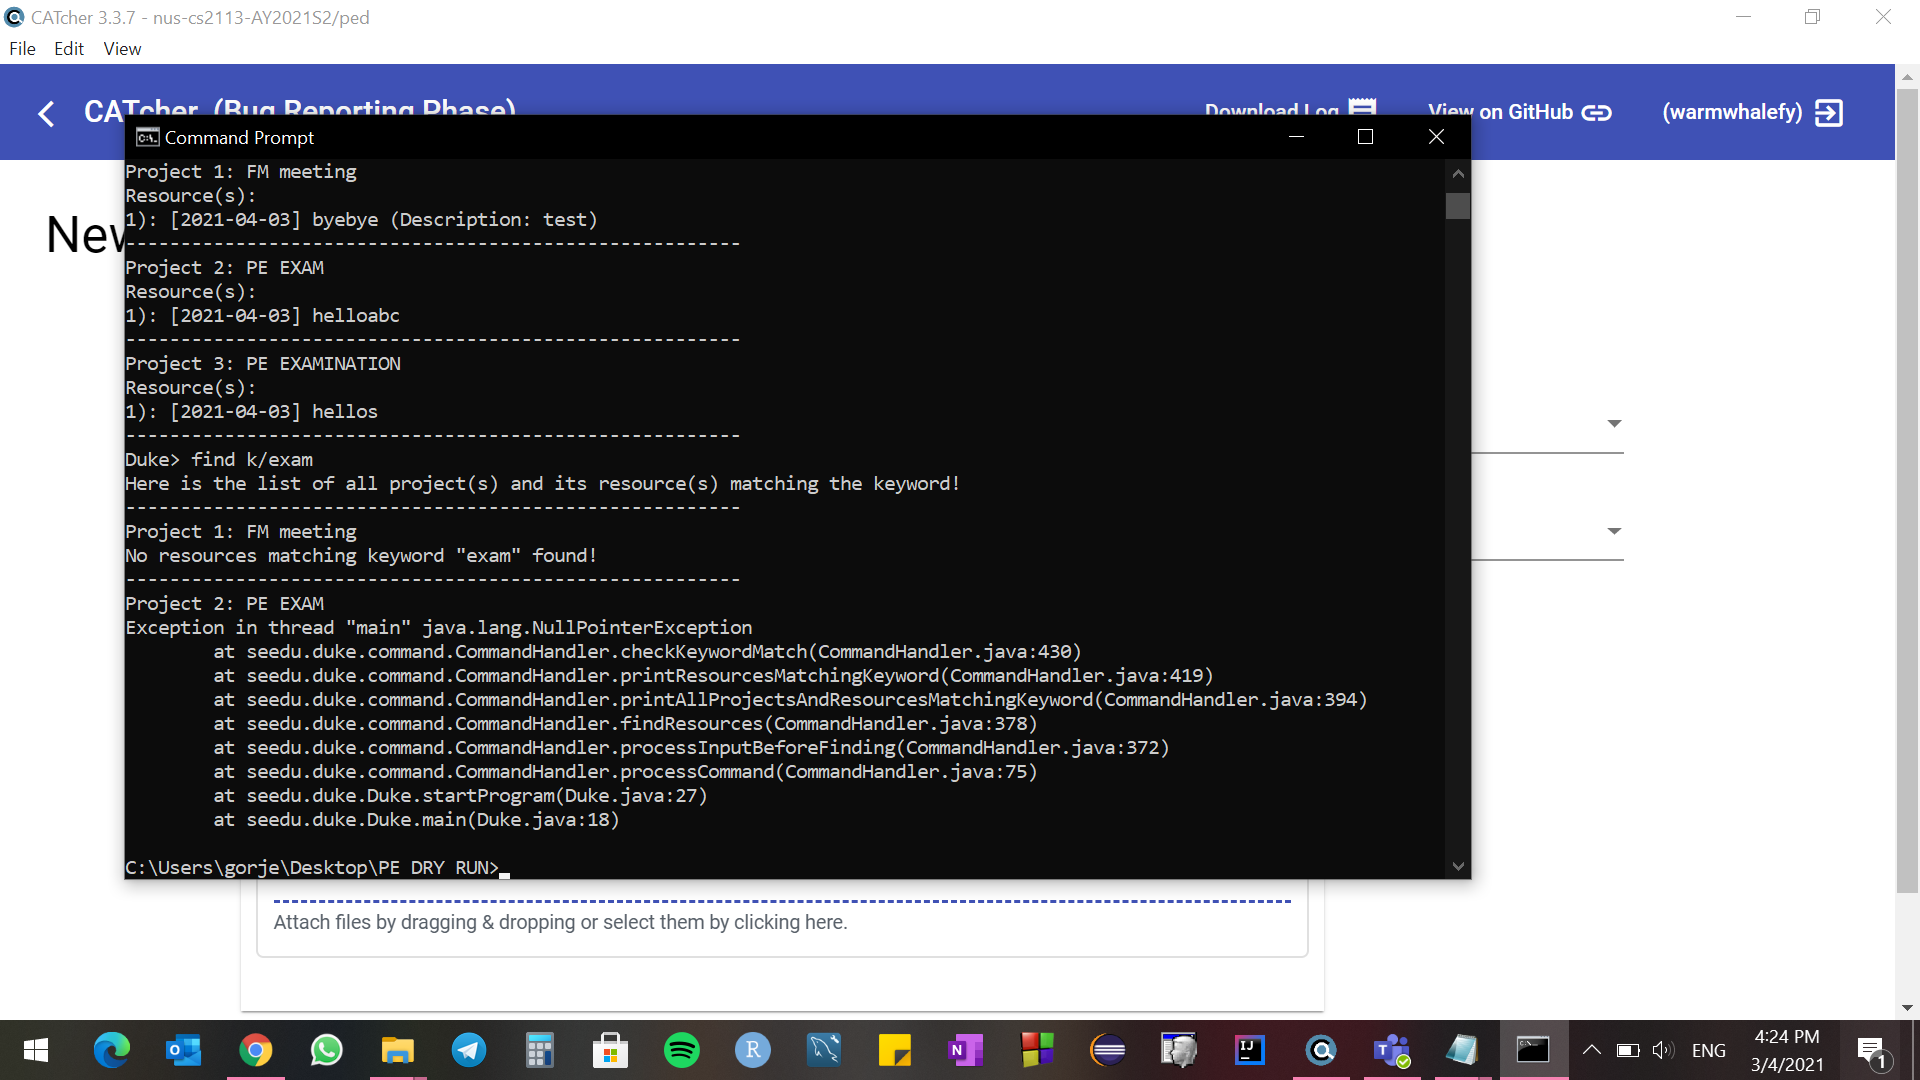 CATcher 3.3.7 - nus-cs2113-AY2021S2/ped
File Edit View
CATcher (Bug Reporting Phase)
Download Log
View on GitHub
(warmwhalefy)
Command Prompt
Project 1: FM meeting
Resource(s):
1): [2021-04-03] byebye (Description: test)
--------------------------------------------------------
Project 2: PE EXAM
Resource(s):
1): [2021-04-03] helloabc
--------------------------------------------------------
Project 3: PE EXAMINATION
Resource(s):
1): [2021-04-03] hellos
--------------------------------------------------------
Duke> find k/exam
Here is the list of all project(s) and its resource(s) matching the keyword!
--------------------------------------------------------
Project 1: FM meeting
No resources matching keyword "exam" found!
--------------------------------------------------------
Project 2: PE EXAM
Exception in thread "main" java.lang.NullPointerException
at seedu.duke.command.CommandHandler.checkKeywordMatch(CommandHandler.java:430)
at seedu.duke.command.CommandHandler.printResourcesMatchingKeyword(CommandHandler.java:419)
at seedu.duke.command.CommandHandler.printAllProjectsAndResourcesMatchingKeyword(CommandHandler.java:394)
at seedu.duke.command.CommandHandler.findResources(CommandHandler.java:378)
at seedu.duke.command.CommandHandler.processInputBeforeFinding(CommandHandler.java:372)
at seedu.duke.command.CommandHandler.processCommand(CommandHandler.java:75)
at seedu.duke.Duke.startProgram(Duke.java:27)
at seedu.duke.Duke.main(Duke.java:18)
C:\Users\gorje\Desktop\PE DRY RUN>
Attach files by dragging & dropping or select them by clicking here.
ENG
4:24 PM
3/4/2021
1